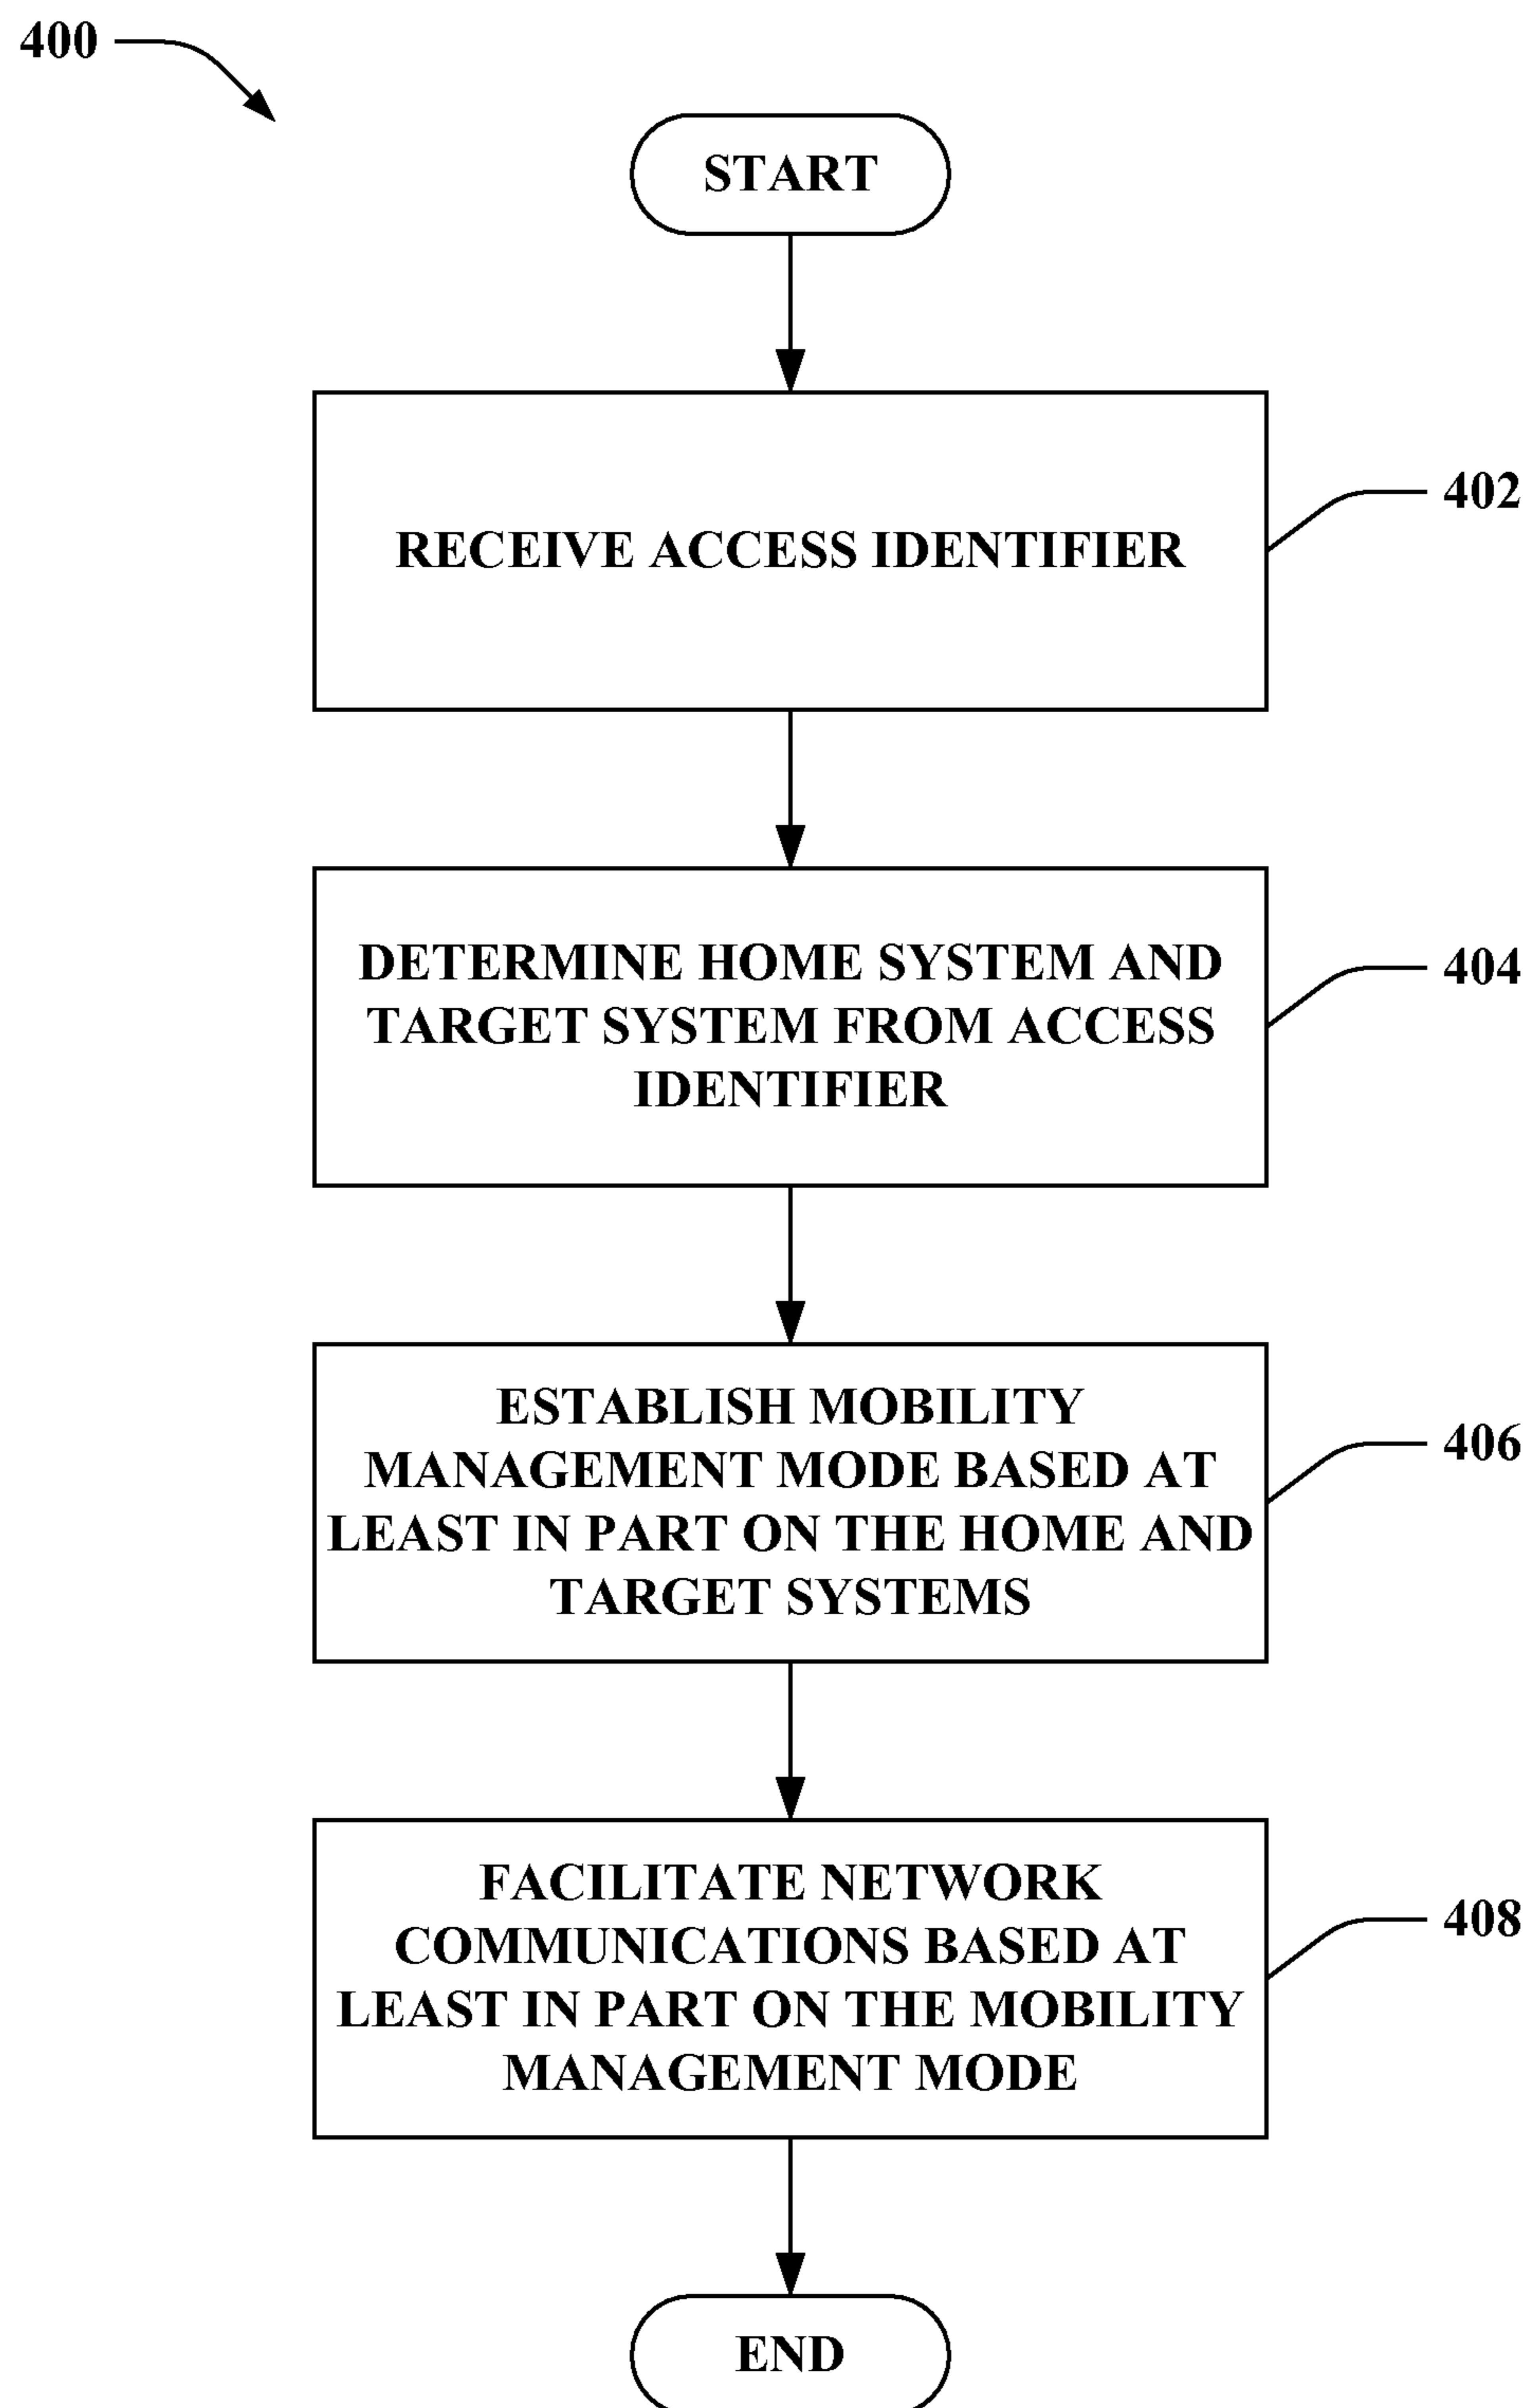 400
START
RECEIVE ACCESS IDENTIFIER
402
DETERMINE HOME SYSTEM AND
TARGET SYSTEM FROM ACCESS
IDENTIFIER
404
ESTABLISH MOBILITY
MANAGEMENT MODE BASED AT
LEAST IN PART ON THE HOME AND
TARGET SYSTEMS
406
FACILITATE NETWORK
COMMUNICATIONS BASED AT
LEAST IN PART ON THE MOBILITY
MANAGEMENT MODE
408
END